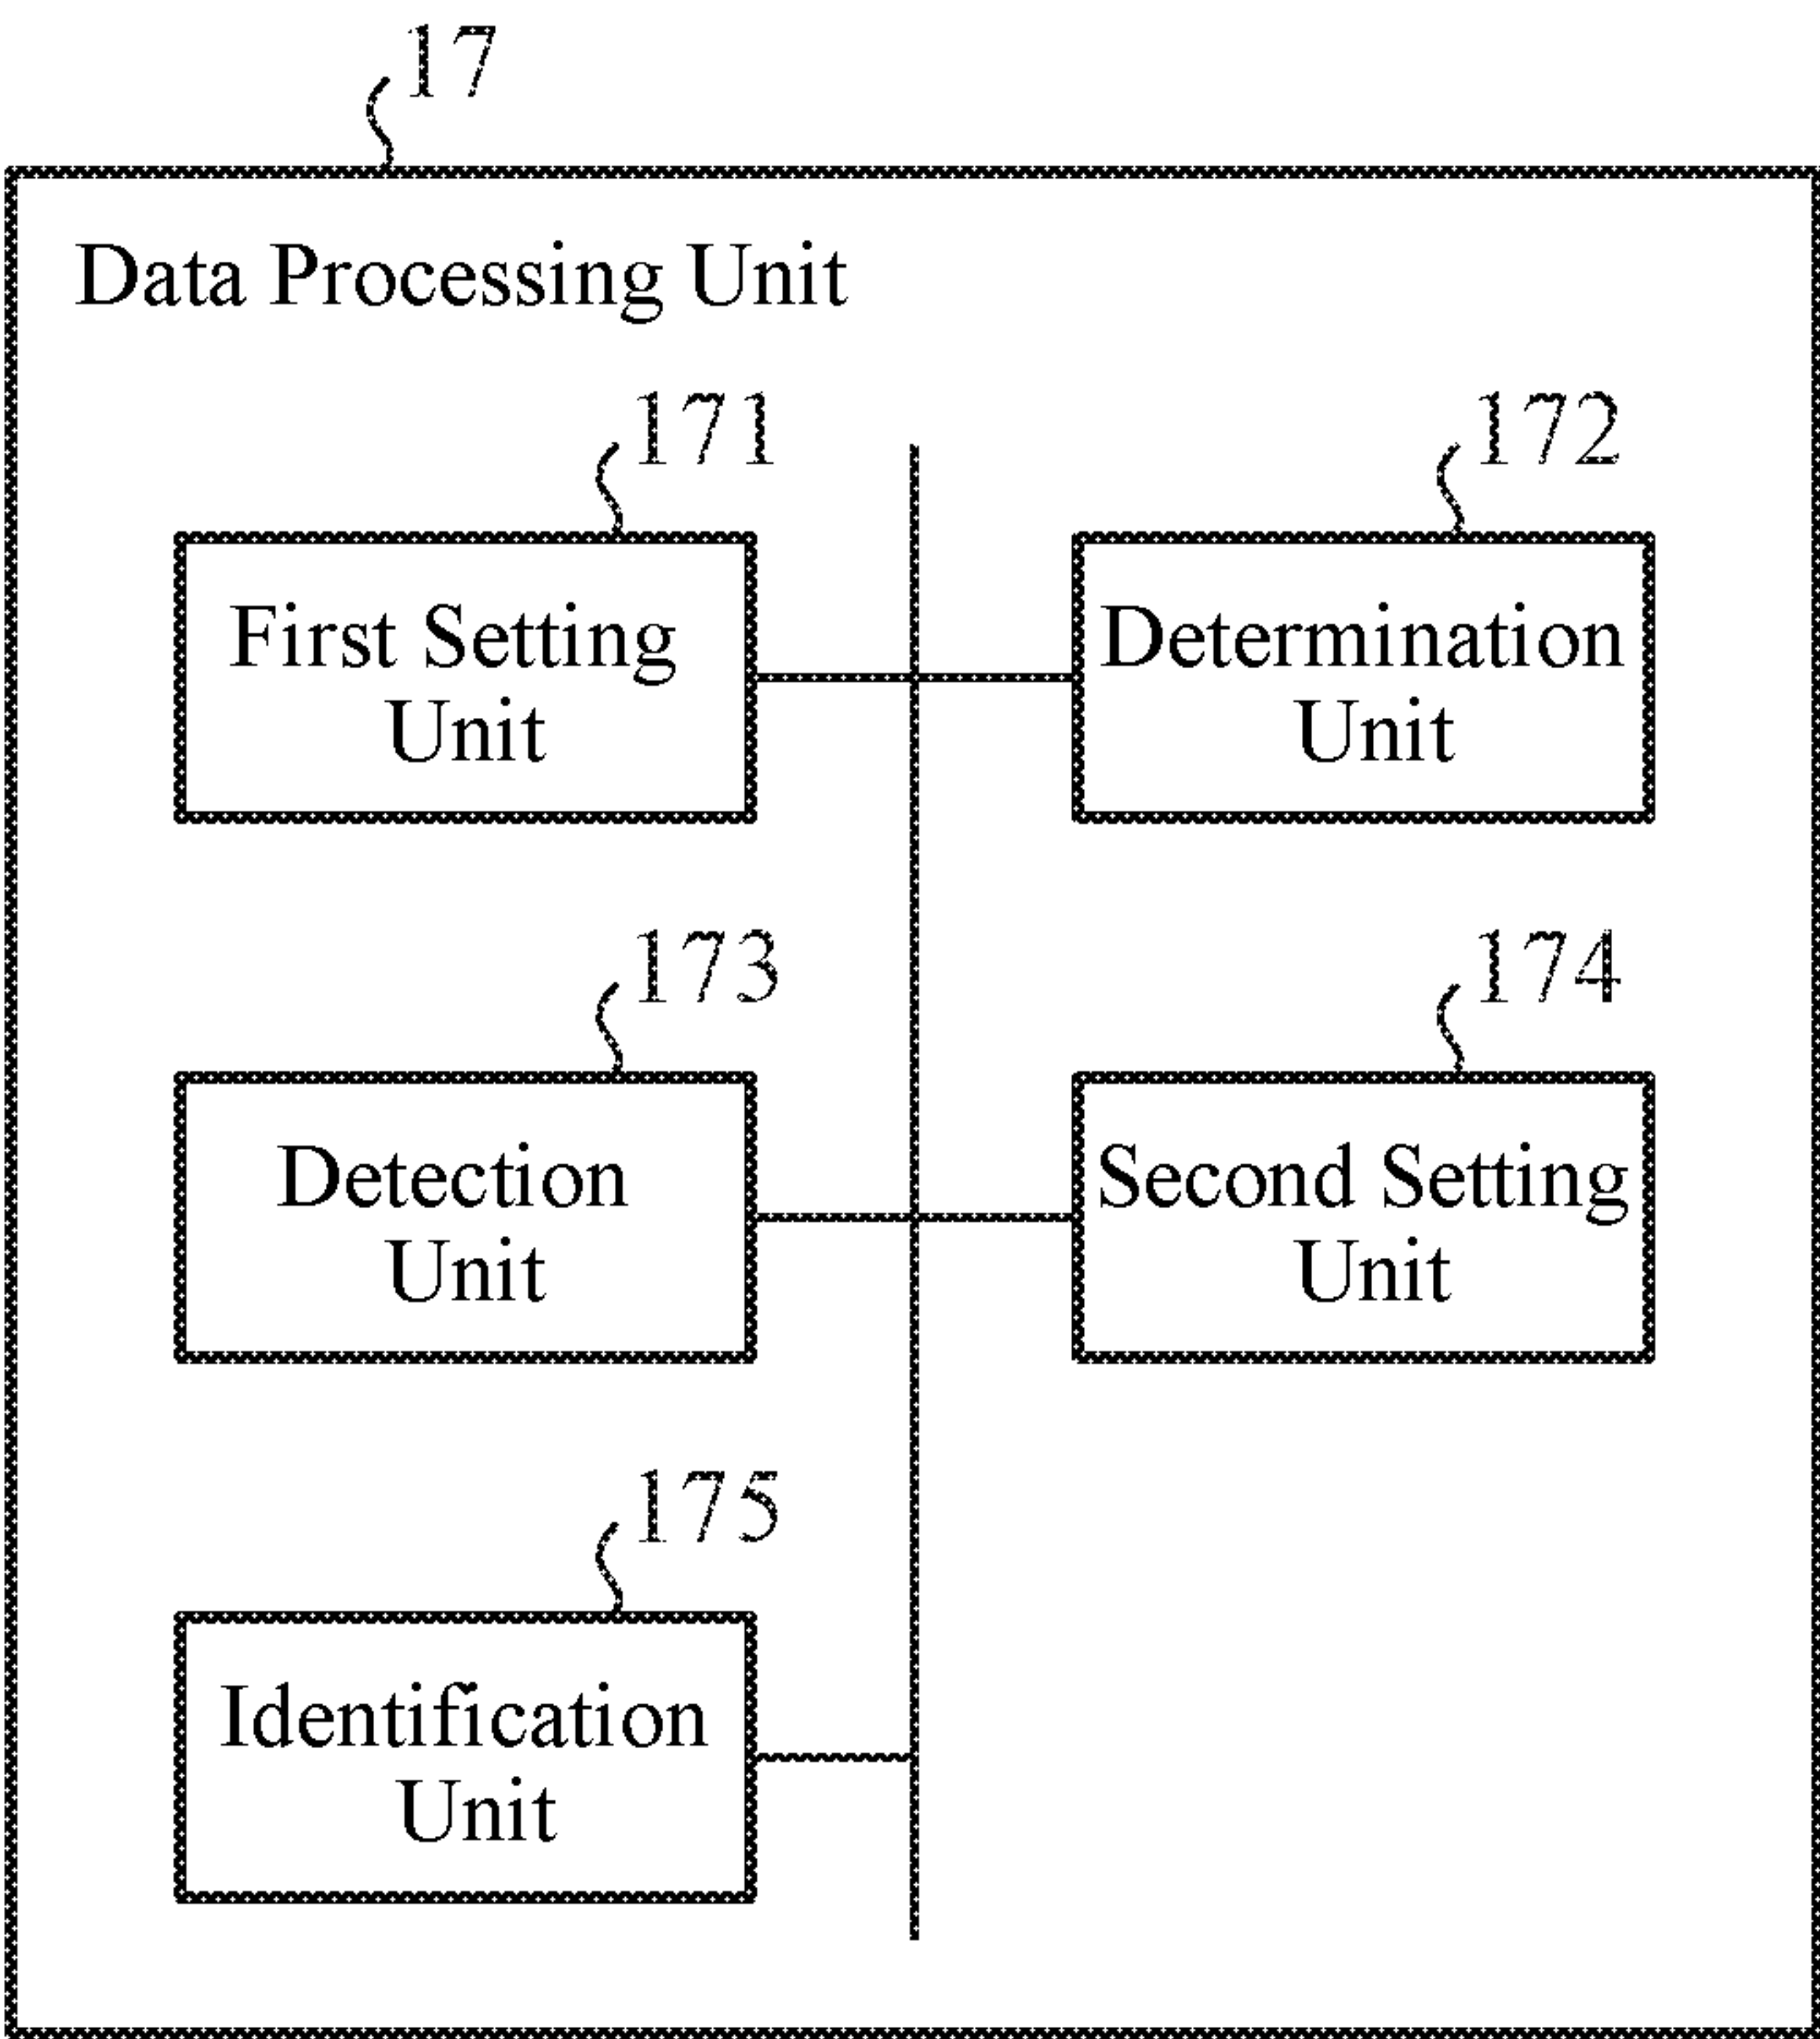 17
Data Processing Unit
171
First Setting
Unit
172
Determination
Unit
173
Detection
Unit
174
Second Setting
Unit
175
Identification
Unit